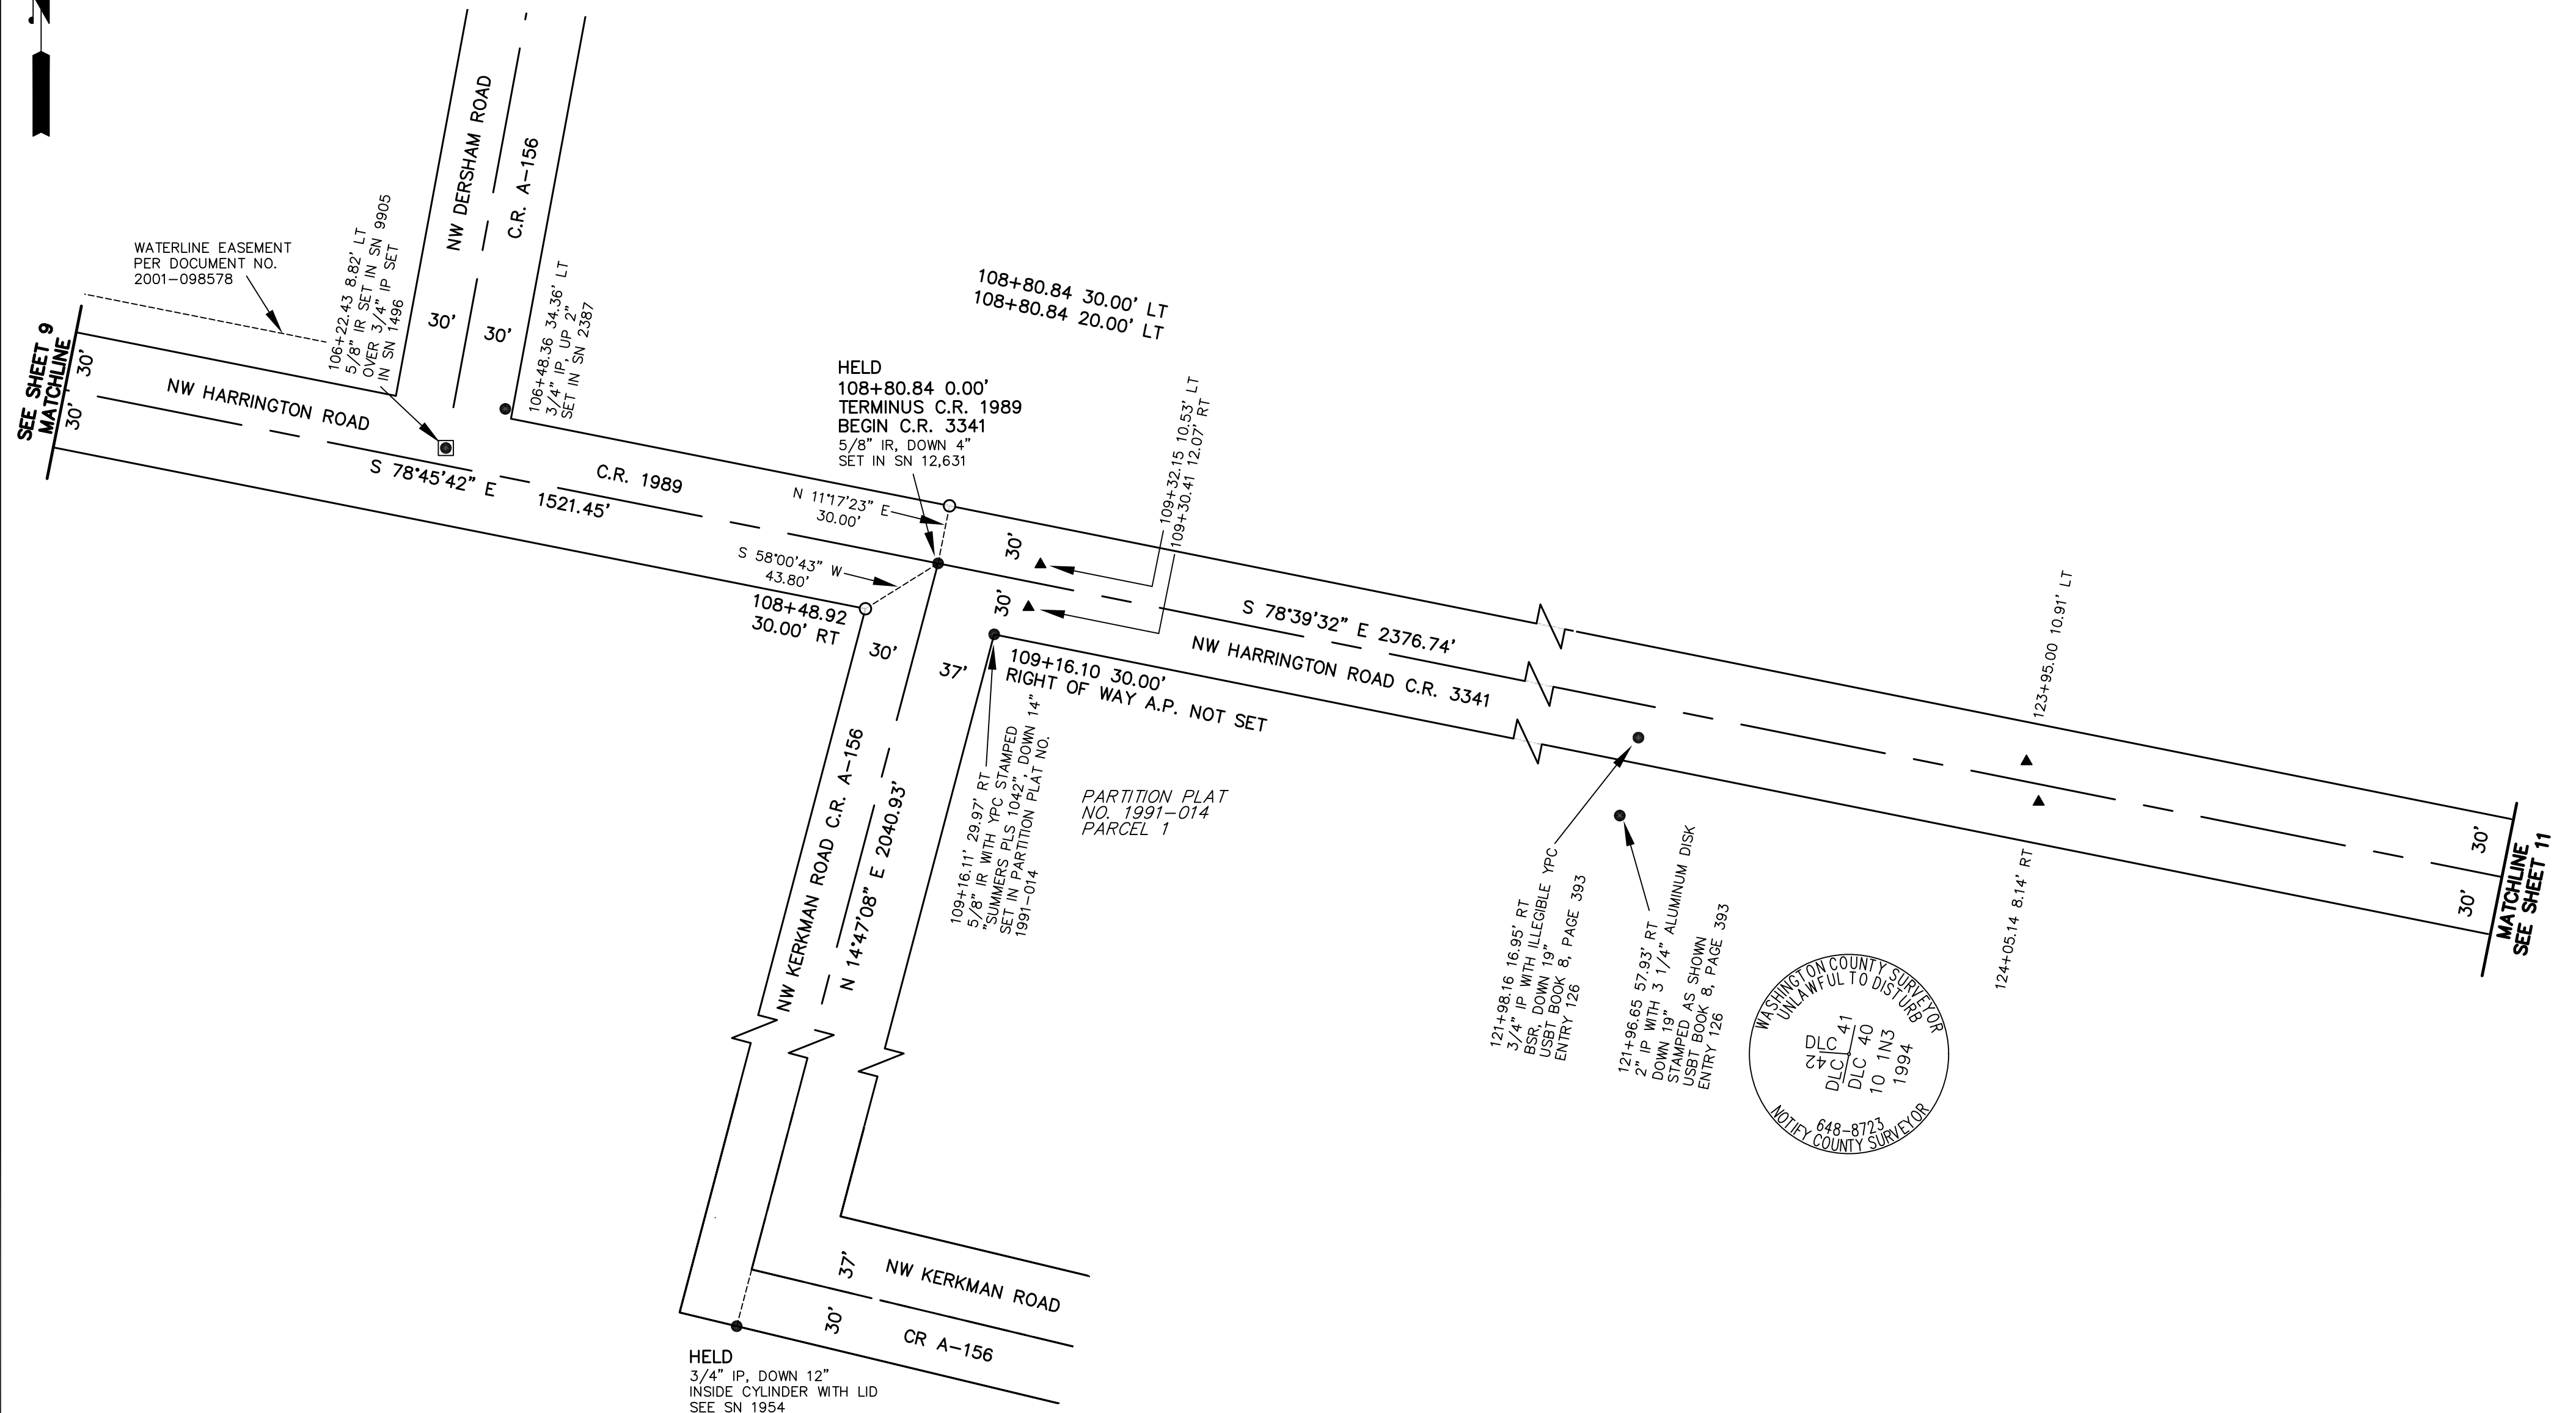 NW DERSHAM ROAD
C.R. A-156
30'
30'
WATERLINE EASEMENT
PER DOCUMENT NO.
2001-098578
106+22.43 8.82' LT
5/8" IR SET IN SN 9905
OVER 3/4" IP SET
IN SN 1496
106+48.36 34.36' LT
3/4" IP, UP 2"
SET IN SN 2387
SEE SHEET 9
MATCHLINE
30'
30'
NW HARRINGTON ROAD
S 78°45'42" E
1521.45'
C.R. 1989
108+80.84 30.00' LT
108+80.84 20.00' LT
HELD
108+80.84 0.00'
TERMINUS C.R. 1989
BEGIN C.R. 3341
5/8" IR, DOWN 4"
SET IN SN 12,631
N 11°17'23" E
30.00'
S 58°00'43" W
43.80'
108+48.92
30.00' RT
109+32.15 10.53' LT
109+30.41 12.07' RT
30'
30'
S 78°39'32" E 2376.74'
NW HARRINGTON ROAD C.R. 3341
30'
37'
109+16.10 30.00'
RIGHT OF WAY A.P. NOT SET
109+16.11' 29.97' RT
5/8" IR WITH YPC STAMPED
"SUMMERS PLS 1042", DOWN 14"
SET IN PARTITION PLAT NO.
1991-014
PARTITION PLAT
NO. 1991-014
PARCEL 1
NW KERKMAN ROAD C.R. A-156
N 14°47'08" E 2040.93'
123+95.00 10.91' LT
124+05.14 8.14' RT
121+98.16 16.95' RT
3/4" IP WITH ILLEGIBLE YPC
BSR, DOWN 19"
USBT BOOK 8, PAGE 393
ENTRY 126
121+96.65 57.93' RT
2" IP WITH 3 1/4" ALUMINUM DISK
DOWN 19"
STAMPED AS SHOWN
USBT BOOK 8, PAGE 393
ENTRY 126
30'
30'
MATCHLINE
SEE SHEET 11
WASHINGTON COUNTY SURVEYOR
UNLAWFUL TO DISTURB
DLC 41
DLC 42
DLC 40
10 1N3
1994
648-8723
NOTIFY COUNTY SURVEYOR
37'
NW KERKMAN ROAD
30'
CR A-156
HELD
3/4" IP, DOWN 12"
INSIDE CYLINDER WITH LID
SEE SN 1954